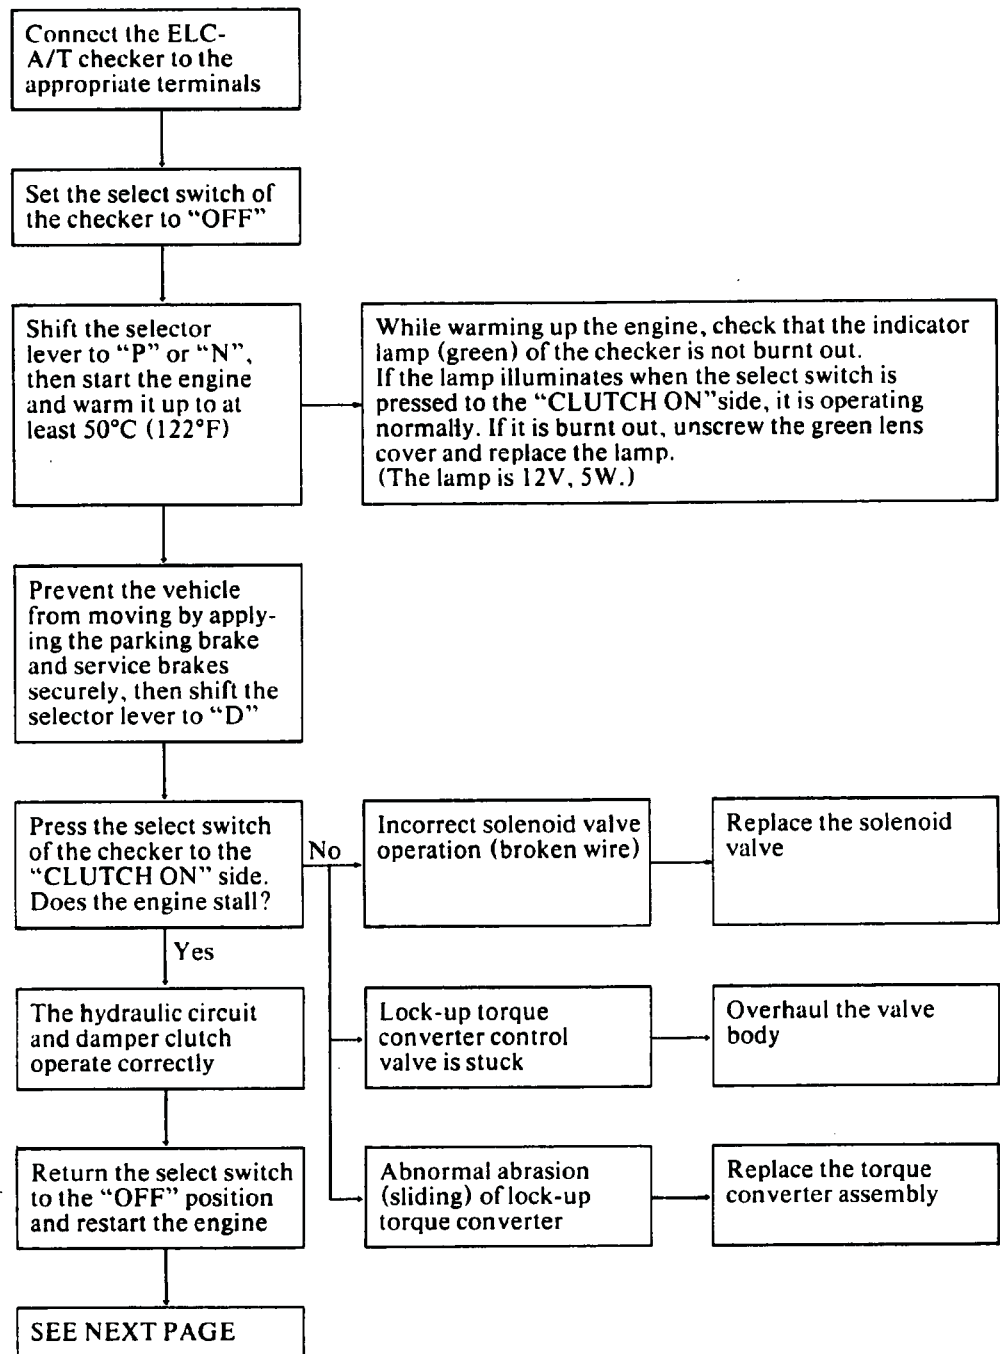 Connect the ELC-
A/T checker to the
appropriate terminals
Set the select switch of
the checker to “OFF”
Shift the selector
lever to “P” or “N”,
then start the engine
and warm it up to at
least 50°C (122°F)
While warming up the engine, check that the indicator
lamp (green) of the checker is not burnt out.
If the lamp illuminates when the select switch is
pressed to the “CLUTCH ON” side, it is operating
normally. If it is burnt out, unscrew the green lens
cover and replace the lamp.
(The lamp is 12V, 5W.)
Prevent the vehicle
from moving by apply-
ing the parking brake
and service brakes
securely, then shift the
selector lever to “D”
Press the select switch
of the checker to the
“CLUTCH ON” side.
Does the engine stall?
No
Incorrect solenoid valve
operation (broken wire)
Replace the solenoid
valve
Yes
The hydraulic circuit
and damper clutch
operate correctly
Lock-up torque
converter control
valve is stuck
Overhaul the valve
body
Return the select switch
to the “OFF” position
and restart the engine
Abnormal abrasion
(sliding) of lock-up
torque converter
Replace the torque
converter assembly
SEE NEXT PAGE